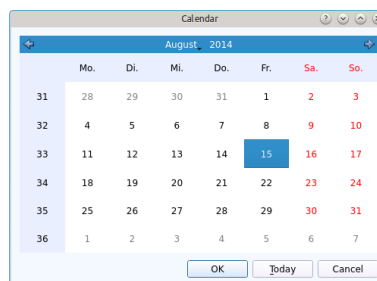 Calendar
August, 2014
Mo. Di. Mi. Do. Fr. Sa. So.
31 28 29 30 31 1 2 3
32 4 5 6 7 8 9 10
33 11 12 13 14 15 16 17
34 18 19 20 21 22 23 24
35 25 26 27 28 29 30 31
36 1 2 3 4 5 6 7
OK Today Cancel